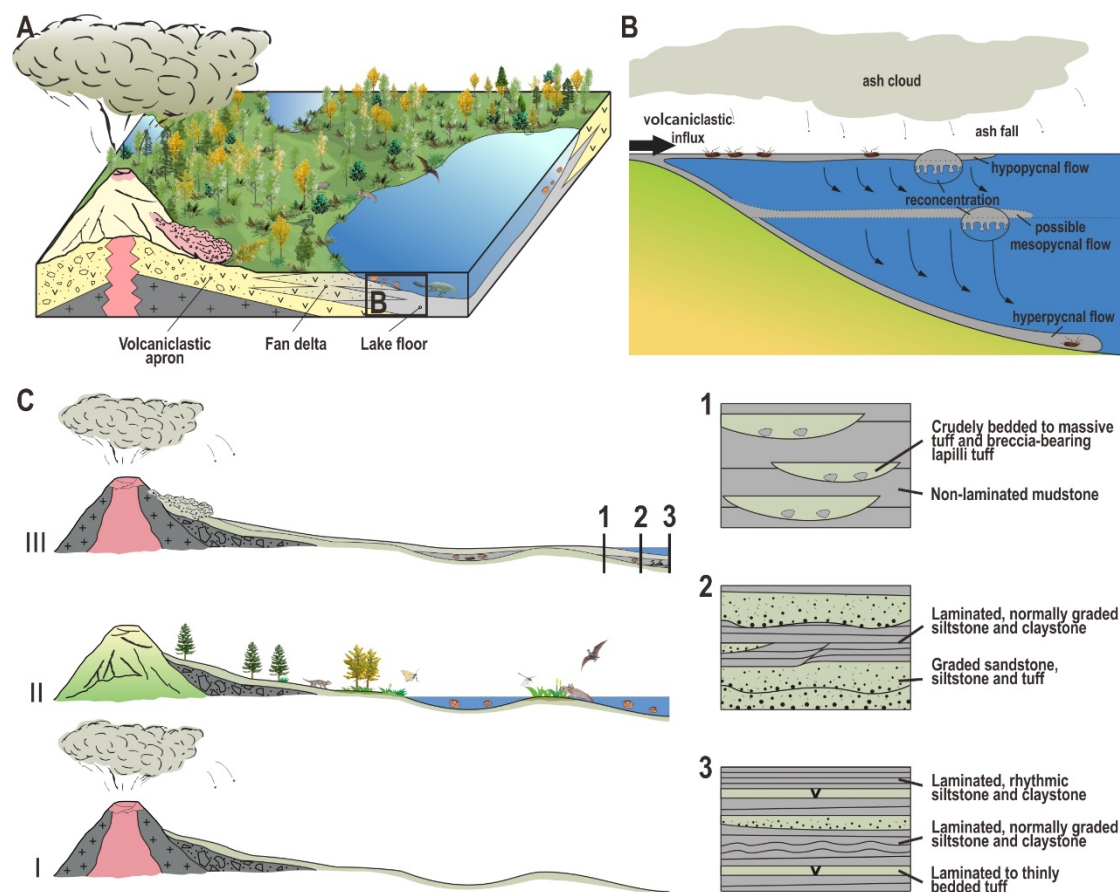 A
B
Volcaniclastic
apron
Fan delta
Lake floor
B
ash cloud
volcaniclastic
influx
ash fall
hypopycnal flow
reconcentration
possible
mesopycnal flow
hyperpycnal flow
C
III
1 2 3
II
I
1
Crudely bedded to massive
tuff and breccia-bearing
lapilli tuff
Non-laminated mudstone
2
Laminated, normally graded
siltstone and claystone
Graded sandstone,
siltstone and tuff
3
Laminated, rhythmic
siltstone and claystone
Laminated, normally graded
siltstone and claystone
Laminated to thinly
bedded tuff